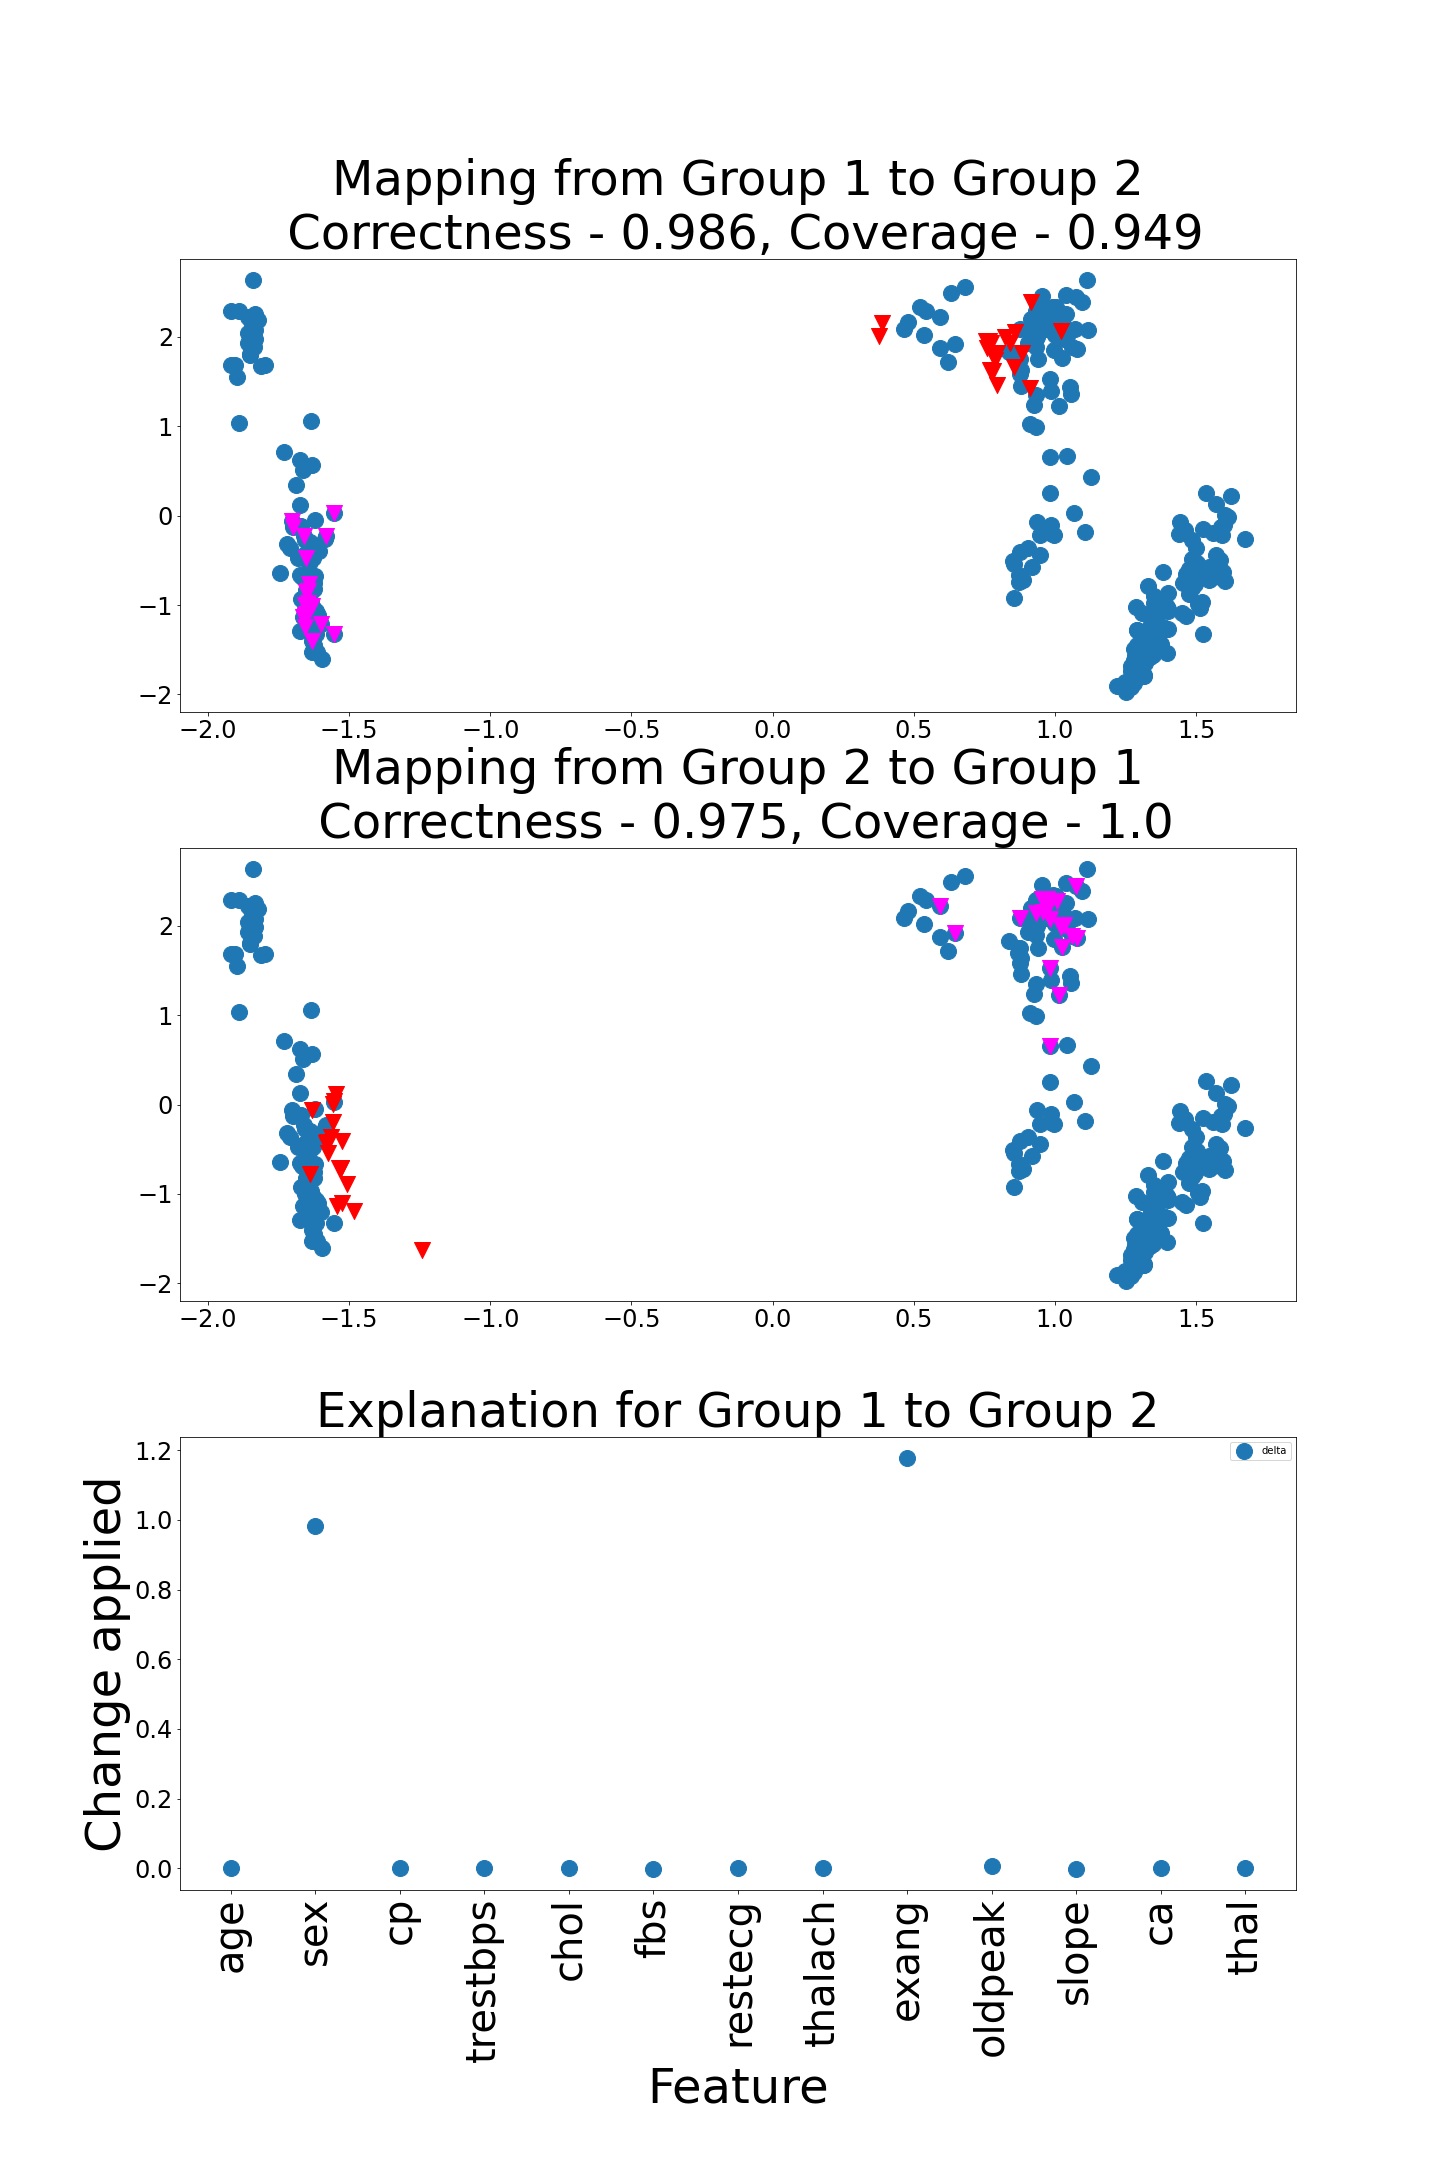 Mapping from Group 1 to Group 2
Correctness - 0.986, Coverage - 0.949
2
1
0
−1
−2
−2.0 −1.5 −1.0 −0.5 0.0 0.5 1.0 1.5
Mapping from Group 2 to Group 1
Correctness - 0.975, Coverage - 1.0
2
1
0
−1
−2
−2.0 −1.5 −1.0 −0.5 0.0 0.5 1.0 1.5
Explanation for Group 1 to Group 2
delta
Change applied
1.2
1.0
0.8
0.6
0.4
0.2
0.0
age
sex
cp
trestbps
chol
fbs
restecg
thalach
exang
oldpeak
slope
ca
thal
Feature